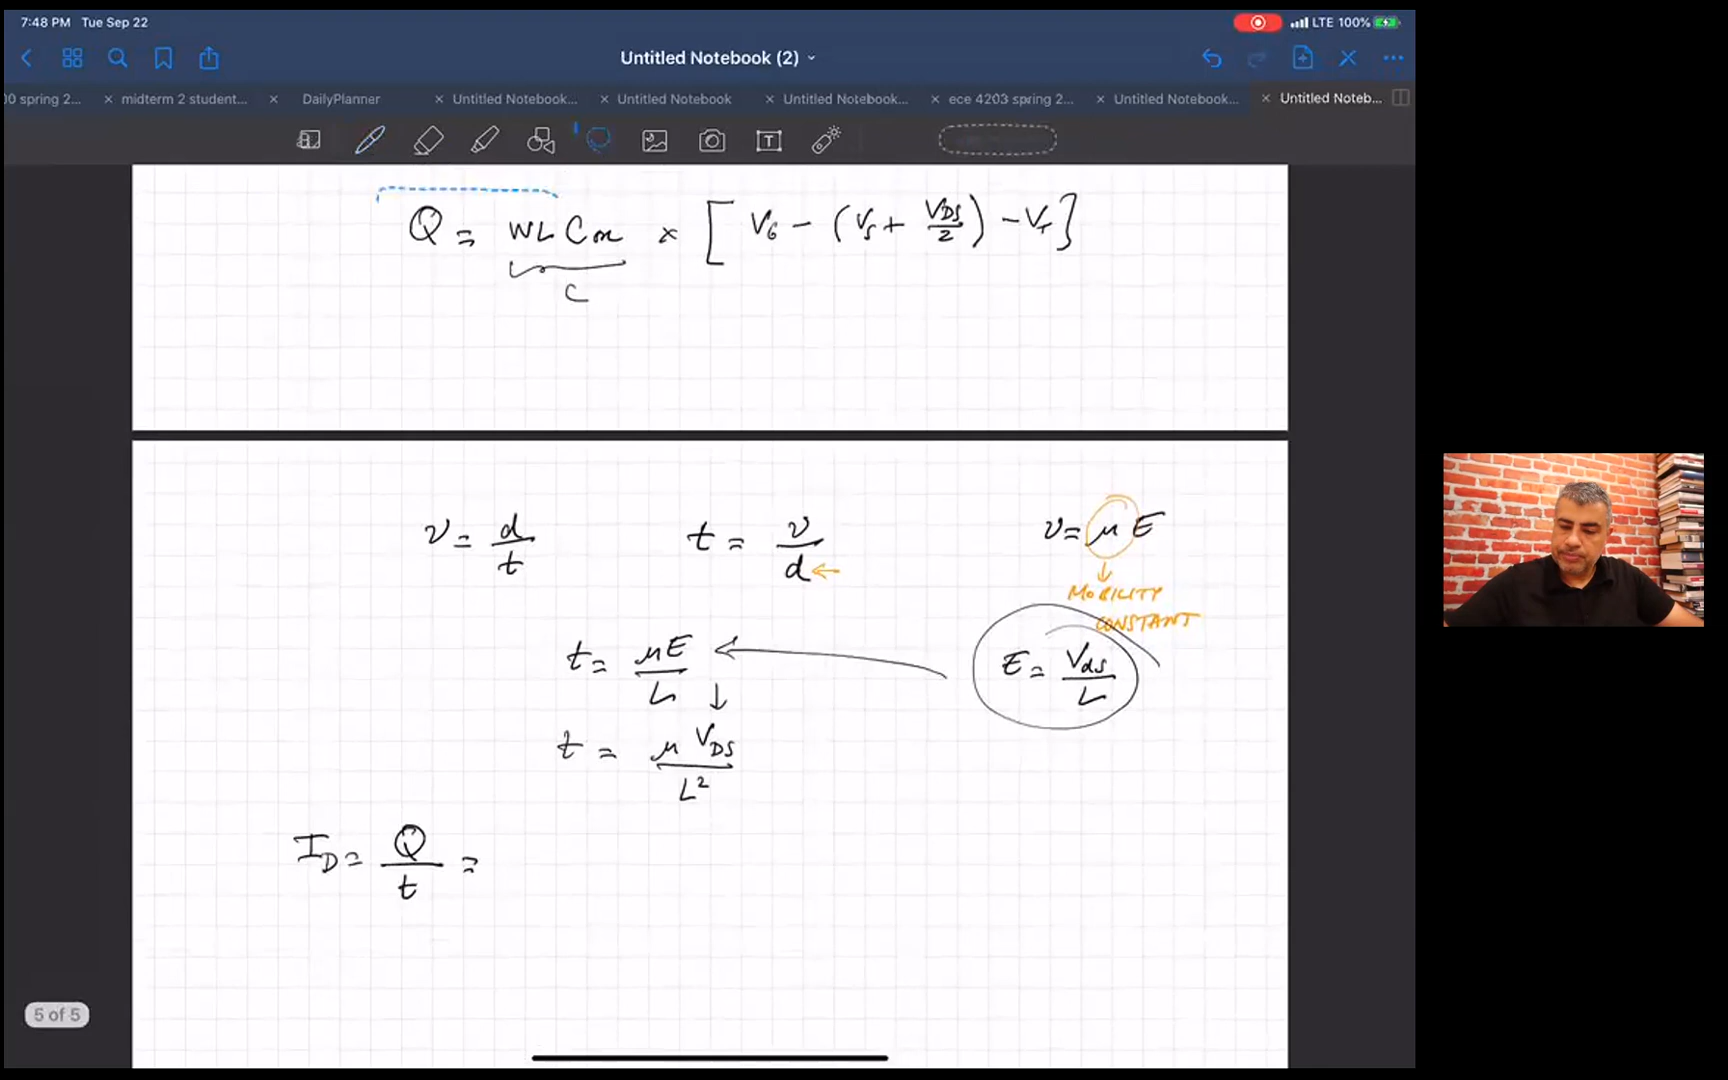 7:48 PM Tue Sep 22
LTE 100%
Untitled Notebook (2)
00 spring 2... × midterm 2 student... × DailyPlanner × Untitled Notebook... × Untitled Notebook × Untitled Notebook... × ece 4203 spring 2... × Untitled Notebook... × Untitled Noteb...
T
Q = WL Cox × [ VG - (VS + VDS/2) - VT ]
C
v = d/t
t = v/d ←
v = μ E
↓
MOBILITY
CONSTANT
t = μE/L ←
E = Vds/L
↓
t = μ VDS/L²
ID = Q/t =
5 of 5